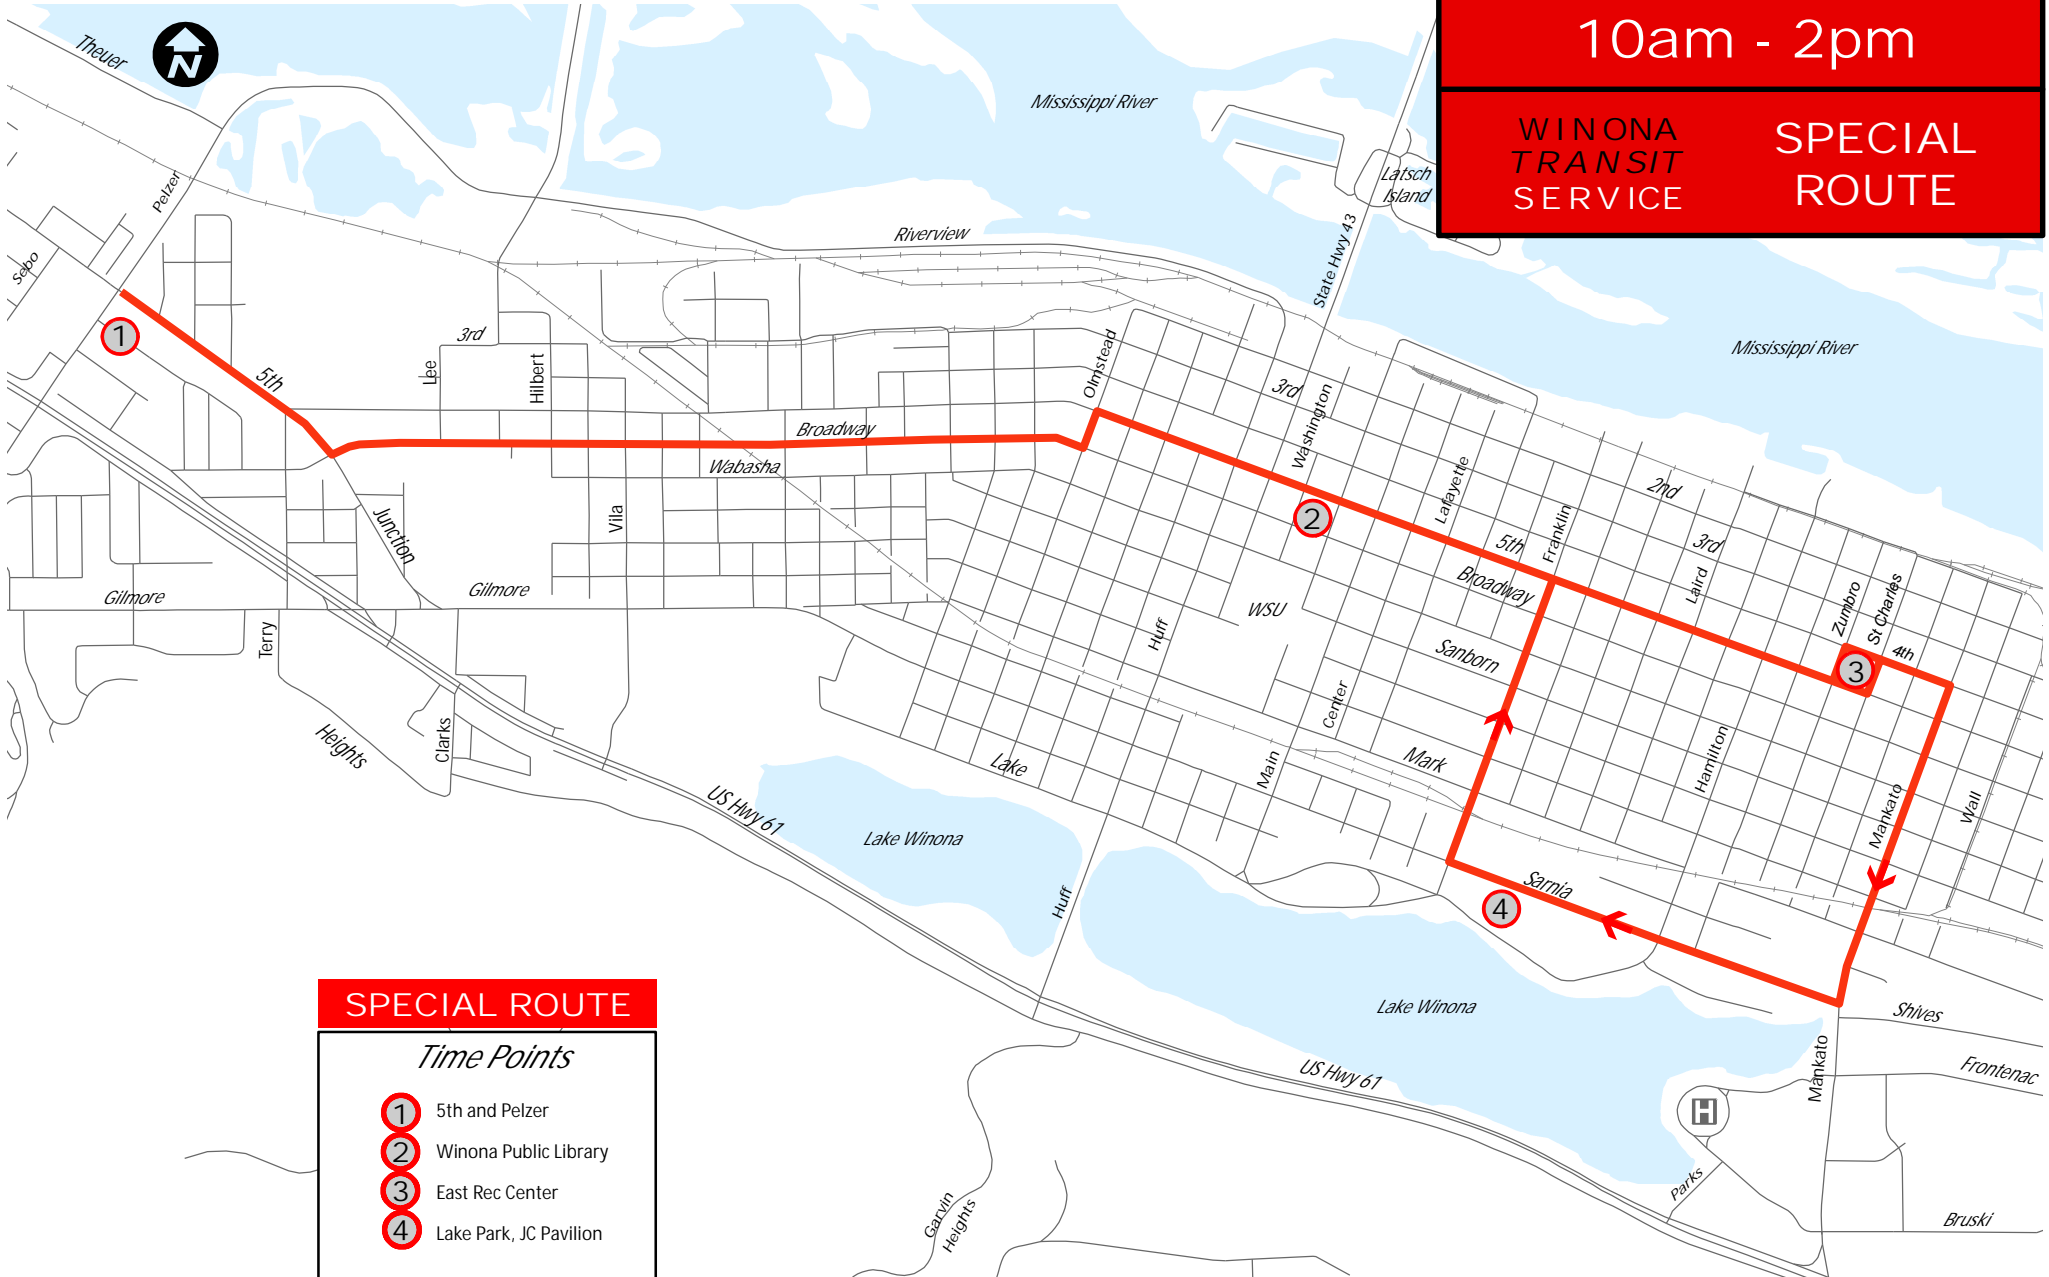 10am - 2pm
WINONA
TRANSIT
SERVICE
SPECIAL
ROUTE
Theuer
N
Mississippi River
Latsch
Island
Pelzer
Sebo
Riverview
State Hwy 43
Mississippi River
1
5th
3rd
Lee
Hilbert
Olmstead
3rd
Washington
Broadway
Wabasha
Lafayette
2nd
2
Junction
Vila
5th
Franklin
3rd
Broadway
Laird
Zumbro
St Charles
Gilmore
Gilmore
WSU
Terry
Huff
Sanborn
4th
3
Heights
Clarks
Center
Lake
Main
Mark
Hamilton
Mankato
Wall
US Hwy 61
Lake Winona
Huff
Sarnia
4
Lake Winona
Shives
Mankato
Frontenac
US Hwy 61
H
Parks
Bruski
Garvin
Heights
SPECIAL ROUTE
Time Points
1 5th and Pelzer
2 Winona Public Library
3 East Rec Center
4 Lake Park, JC Pavilion